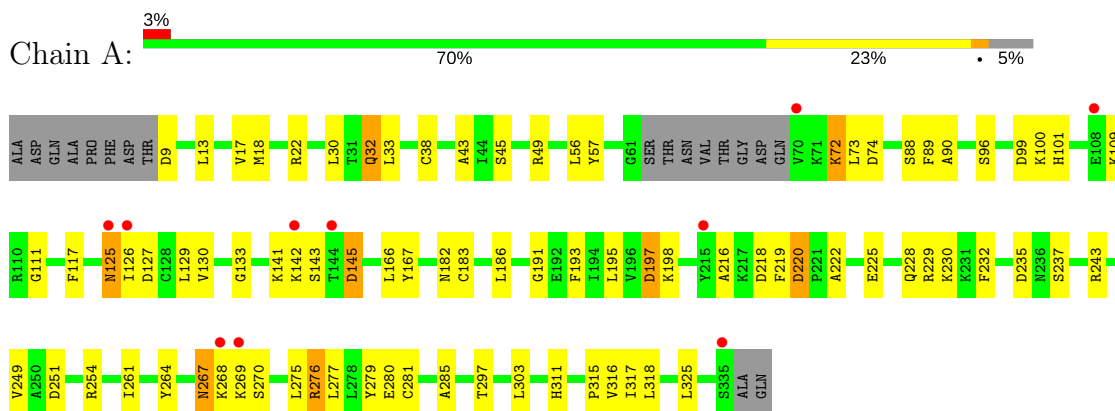 3%
Chain A:
70% 23% • 5%
ALA ASP GLN ALA PRO PHE ASP THR D9 L13 V17 M18 R22 L30 T31 Q32 L33 C38 A43 I44 S45 R49 L56 Y57 G61 SER THR ASN VAL THR GLY ASP GLN V70 K71 K72 L73 D74 S88 F89 A90 S96 D99 K100 H101 E108 K109
R110 G111 F117 N125 I126 D127 C128 L129 V130 G133 K141 K142 S143 T144 D145 L166 Y167 N182 C183 L186 G191 E192 F193 I194 L195 V196 D197 K198 Y215 A216 K217 D218 F219 D220 P221 A222 E225 Q228 R229 K230 K231 F232 D235 N236 S237 R243
V249 A250 D251 R254 I261 Y264 N267 K268 K269 S270 L275 R276 L277 L278 Y279 E280 C281 A285 T297 L303 H311 P315 V316 I317 L318 L325 S335 ALA GLN